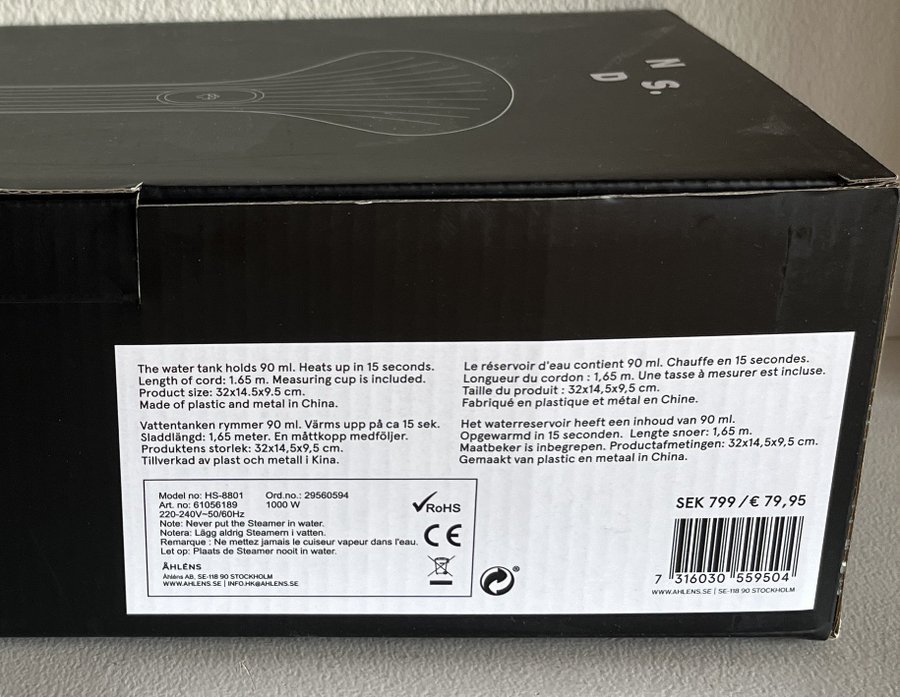 N S.
D
The water tank holds 90 ml. Heats up in 15 seconds.
Length of cord: 1.65 m. Measuring cup is included.
Product size: 32x14.5x9.5 cm.
Made of plastic and metal in China.
Vattentanken rymmer 90 ml. Värms upp på ca 15 sek.
Sladdlängd: 1,65 meter. En måttkopp medföljer.
Produktens storlek: 32x14,5x9,5 cm.
Tillverkad av plast och metall i Kina.
Le réservoir d'eau contient 90 ml. Chauffe en 15 secondes.
Longueur du cordon : 1,65 m. Une tasse à mesurer est incluse.
Taille du produit : 32x14,5x9,5 cm.
Fabriqué en plastique et métal en Chine.
Het waterreservoir heeft een inhoud van 90 ml.
Opgewarmd in 15 seconden. Lengte snoer: 1,65 m.
Maatbeker is inbegrepen. Productafmetingen: 32x14,5x9,5 cm.
Gemaakt van plastic en metaal in China.
Model no: HS-8801 Ord.no.: 29560594
Art. no: 61056189 1000 W
220-240V~50/60Hz
Note: Never put the Steamer in water.
Notera: Lägg aldrig Steamern i vatten.
Remarque : Ne mettez jamais le cuiseur vapeur dans l'eau.
Let op: Plaats de Steamer nooit in water.
ÅHLÉNS
Åhléns AB, SE-118 90 STOCKHOLM
WWW.AHLENS.SE | INFO.HK@AHLENS.SE
RoHS
CE
SEK 799 / € 79,95
7 316030 559504
WWW.AHLENS.SE | SE-118 90 STOCKHOLM